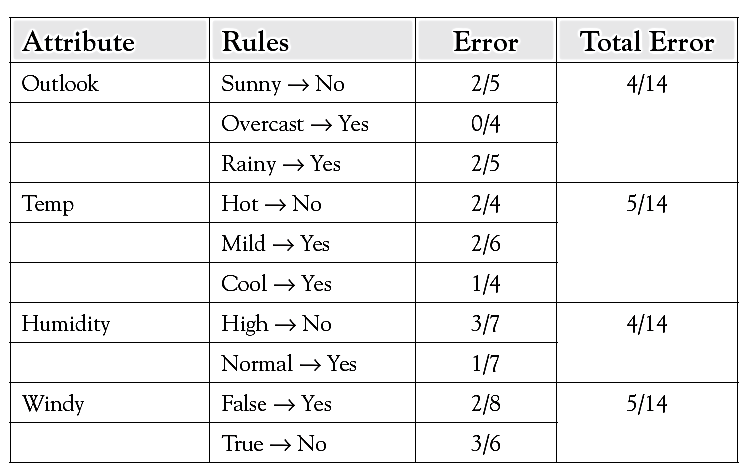 Attribute Rules Error Total Error
Outlook Sunny → No 2/5 4/14
Overcast → Yes 0/4
Rainy → Yes 2/5
Temp Hot → No 2/4 5/14
Mild → Yes 2/6
Cool → Yes 1/4
Humidity High → No 3/7 4/14
Normal → Yes 1/7
Windy False → Yes 2/8 5/14
True → No 3/6